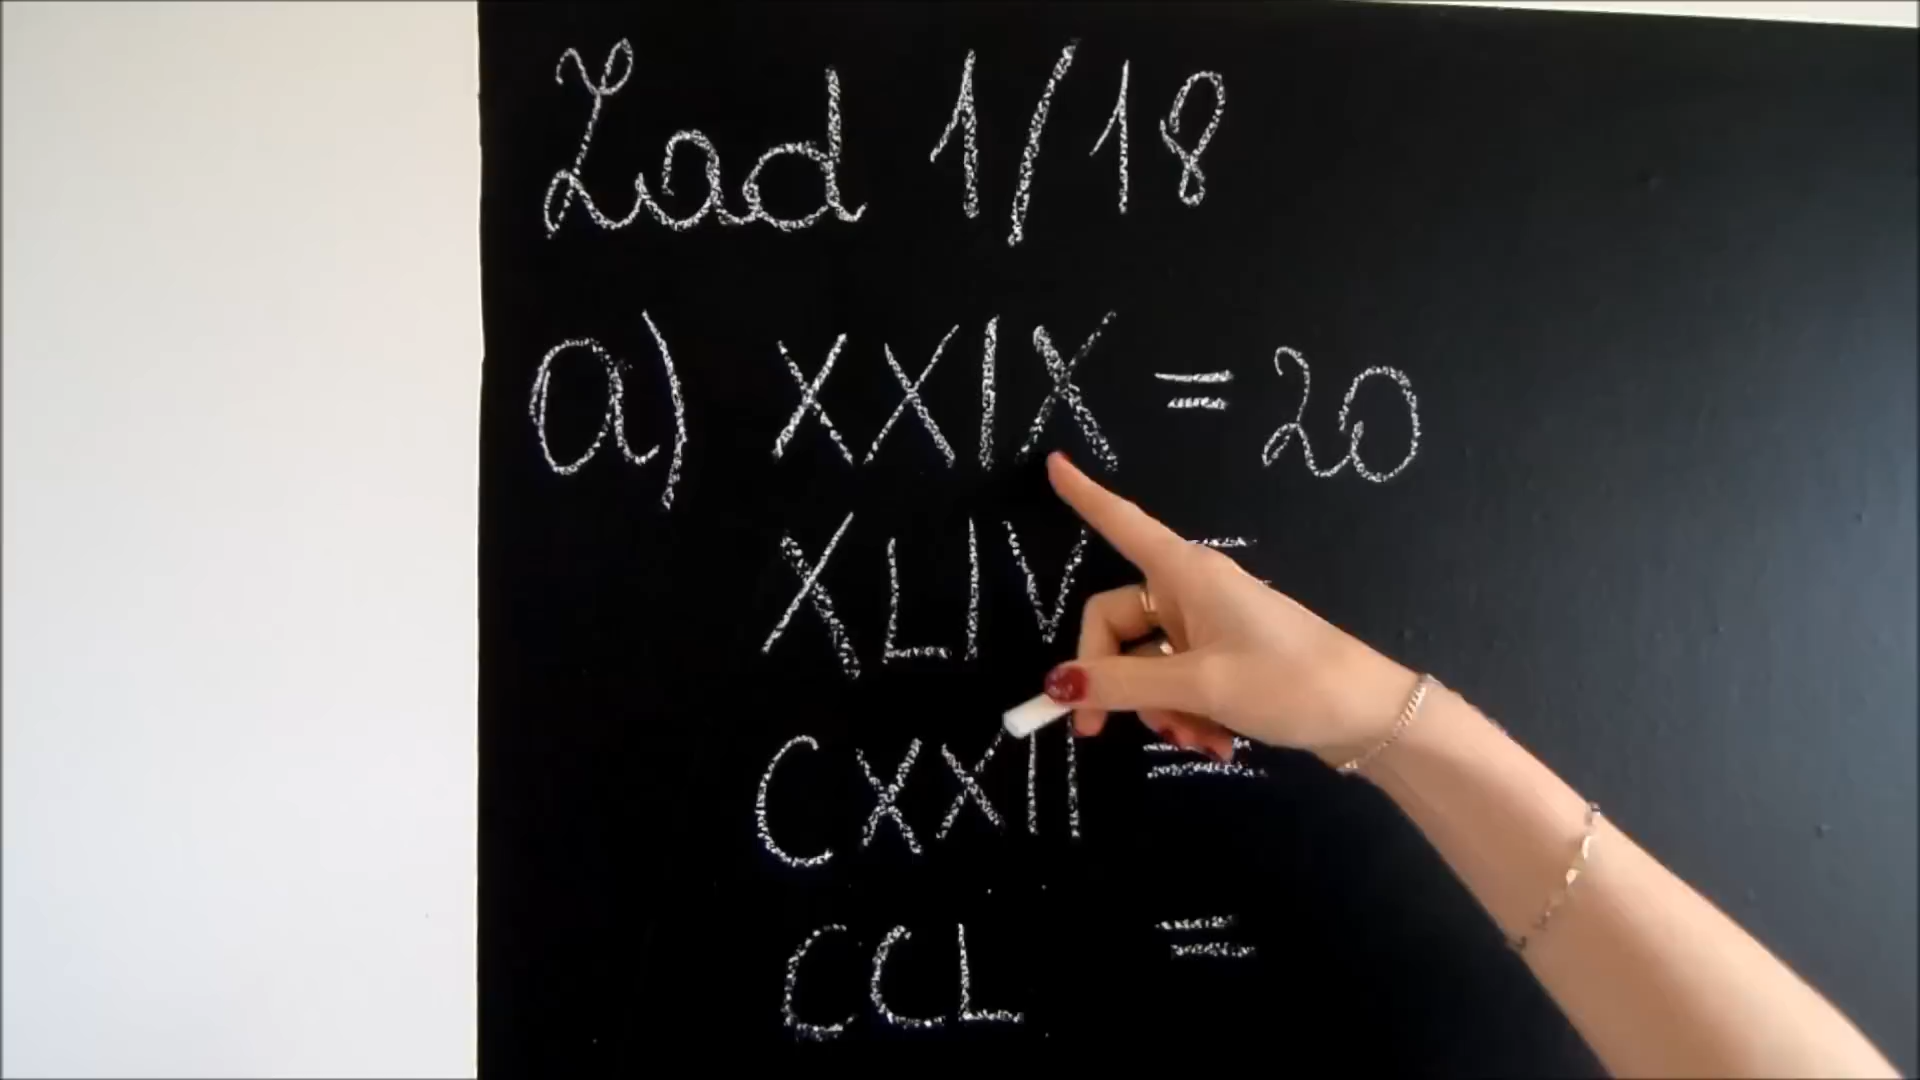 Zad 1/18
a) XXIX = 20
XLIV =
CXXII =
CCL =